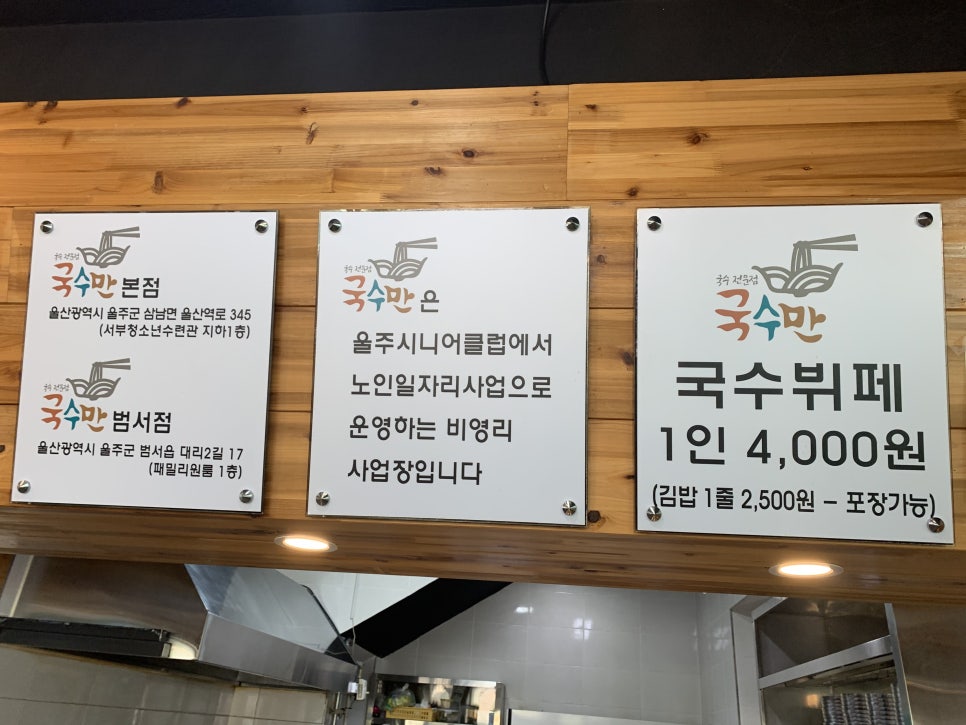 국수 전문점
국수만 본점
울산광역시 울주군 삼남면 울산역로 345
(서부청소년수련관 지하1층)
국수 전문점
국수만 범서점
울산광역시 울주군 범서읍 대리2길 17
(패밀리원룸 1층)
국수 전문점
국수만 은
울주시니어클럽에서
노인일자리사업으로
운영하는 비영리
사업장입니다
국수 전문점
국수만
국수뷔페
1인 4,000원
(김밥 1줄 2,500원 - 포장가능)